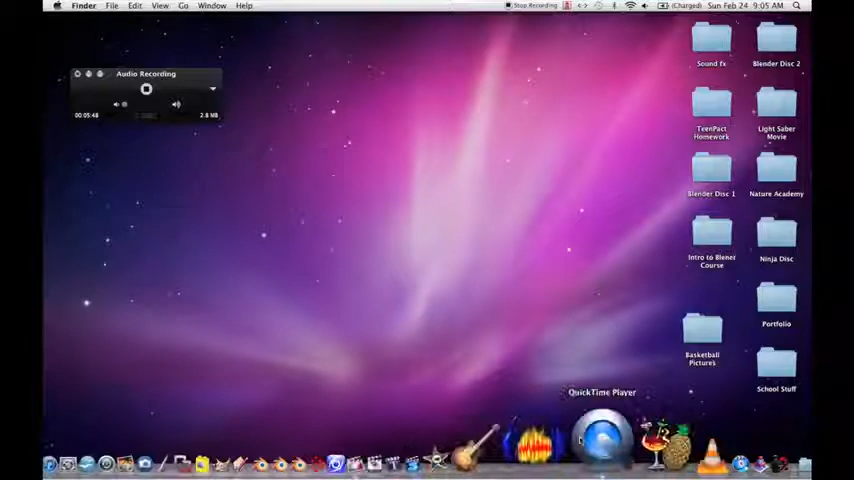 Finder File Edit View Go Window Help
Stop Recording
(Charged) Sun Feb 24 9:05 AM
Audio Recording
00:05:48 2.8 MB
Sound fx
Blender Disc 2
TeenPact
Homework
Light Saber
Movie
Blender Disc 1
Nature Academy
Intro to Blener
Course
Ninja Disc
Portfolio
Basketball
Pictures
School Stuff
QuickTime Player